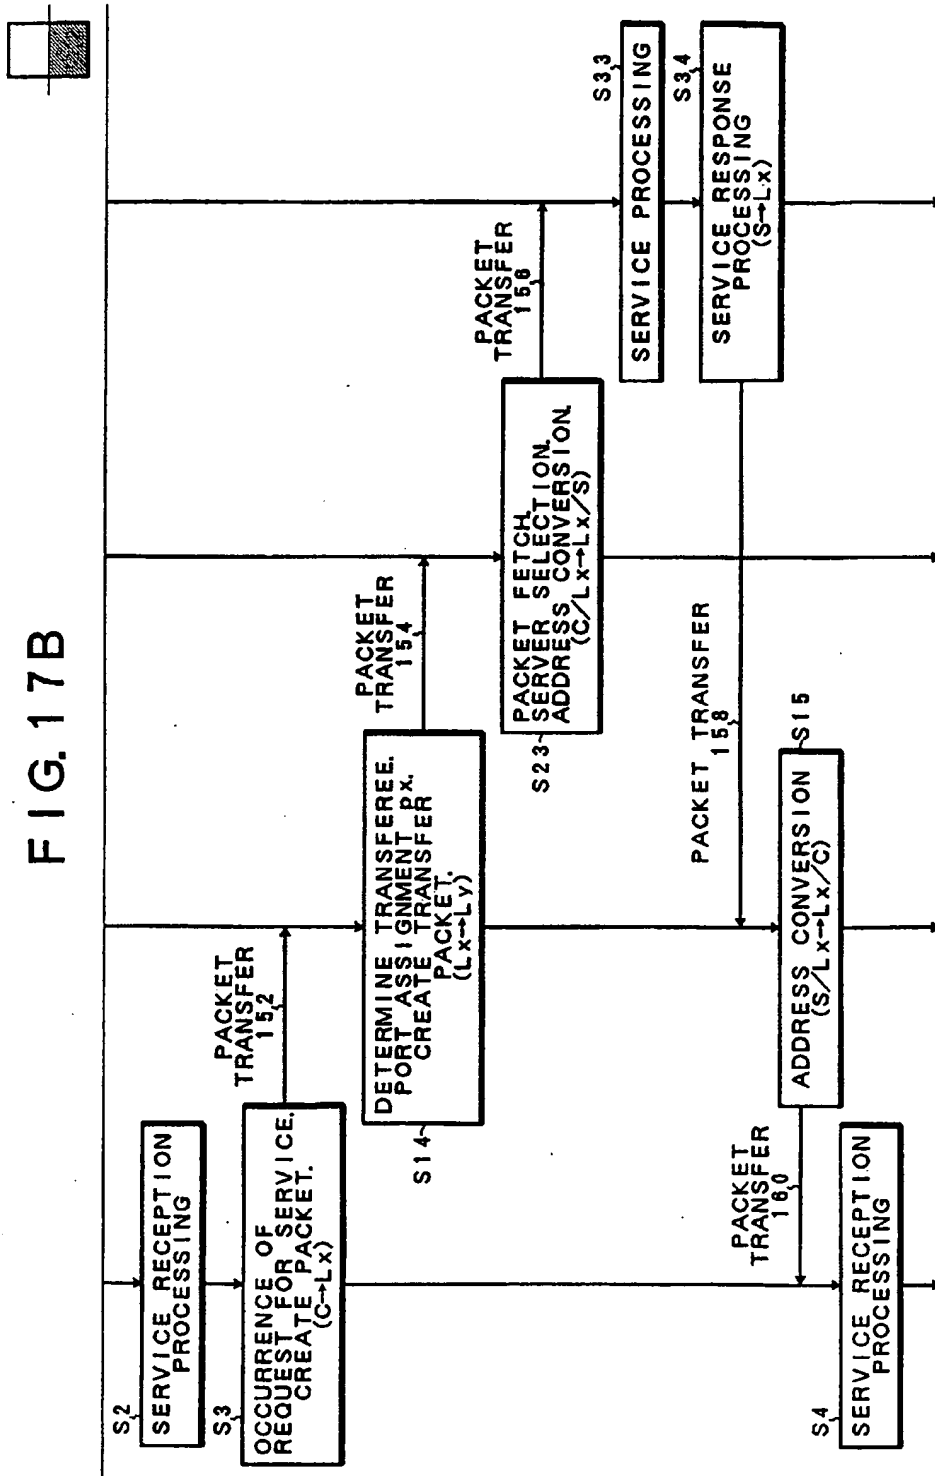 FIG. 17B
S2
SERVICE RECEPTION
PROCESSING
S3
OCCURRENCE OF
REQUEST FOR SERVICE.
CREATE PACKET.
(C→Lx)
PACKET
TRANSFER
152
S14
DETERMINE TRANSFEREE.
PORT ASSIGNMENT px.
CREATE TRANSFER
PACKET.
(Lx→Ly)
PACKET
TRANSFER
154
S23
PACKET FETCH.
SERVER SELECTION.
ADDRESS CONVERSION.
(C/Lx→Lx/S)
PACKET
TRANSFER
156
S33
SERVICE PROCESSING
S34
SERVICE RESPONSE
PROCESSING
(S→Lx)
PACKET TRANSFER
158
S15
ADDRESS CONVERSION
(S/Lx→Lx/C)
PACKET
TRANSFER
160
S4
SERVICE RECEPTION
PROCESSING